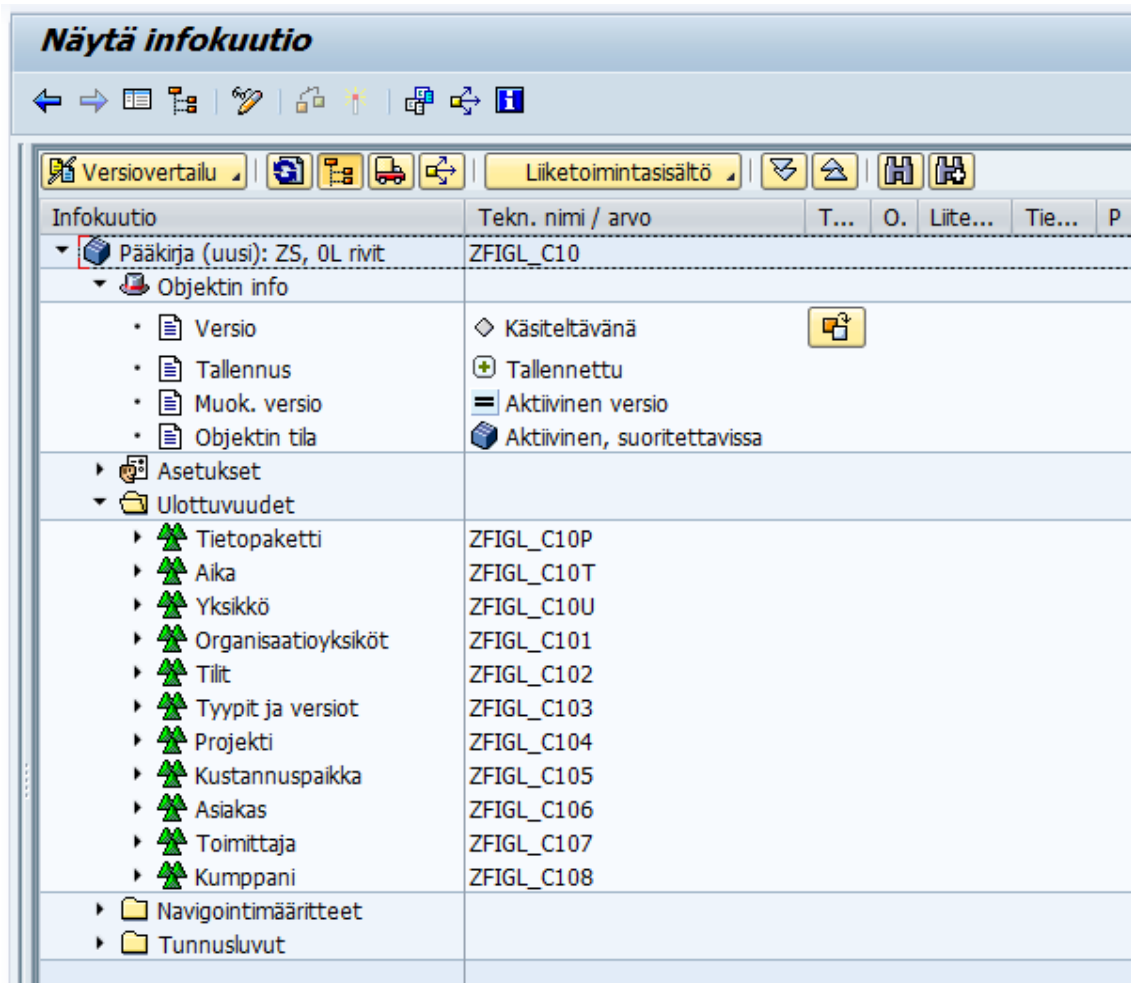 Näytä infokuutio
Versiovertailu Liiketoimintasisältö
Infokuutio Tekn. nimi / arvo T... O. Liite... Tie... P
Pääkirja (uusi): ZS, 0L rivit ZFIGL_C10
Objektin info
Versio Käsiteltävänä
Tallennus Tallennettu
Muok. versio Aktiivinen versio
Objektin tila Aktiivinen, suoritettavissa
Asetukset
Ulottuvuudet
Tietopaketti ZFIGL_C10P
Aika ZFIGL_C10T
Yksikkö ZFIGL_C10U
Organisaatioyksiköt ZFIGL_C101
Tilit ZFIGL_C102
Tyypit ja versiot ZFIGL_C103
Projekti ZFIGL_C104
Kustannuspaikka ZFIGL_C105
Asiakas ZFIGL_C106
Toimittaja ZFIGL_C107
Kumppani ZFIGL_C108
Navigointimääritteet
Tunnusluvut